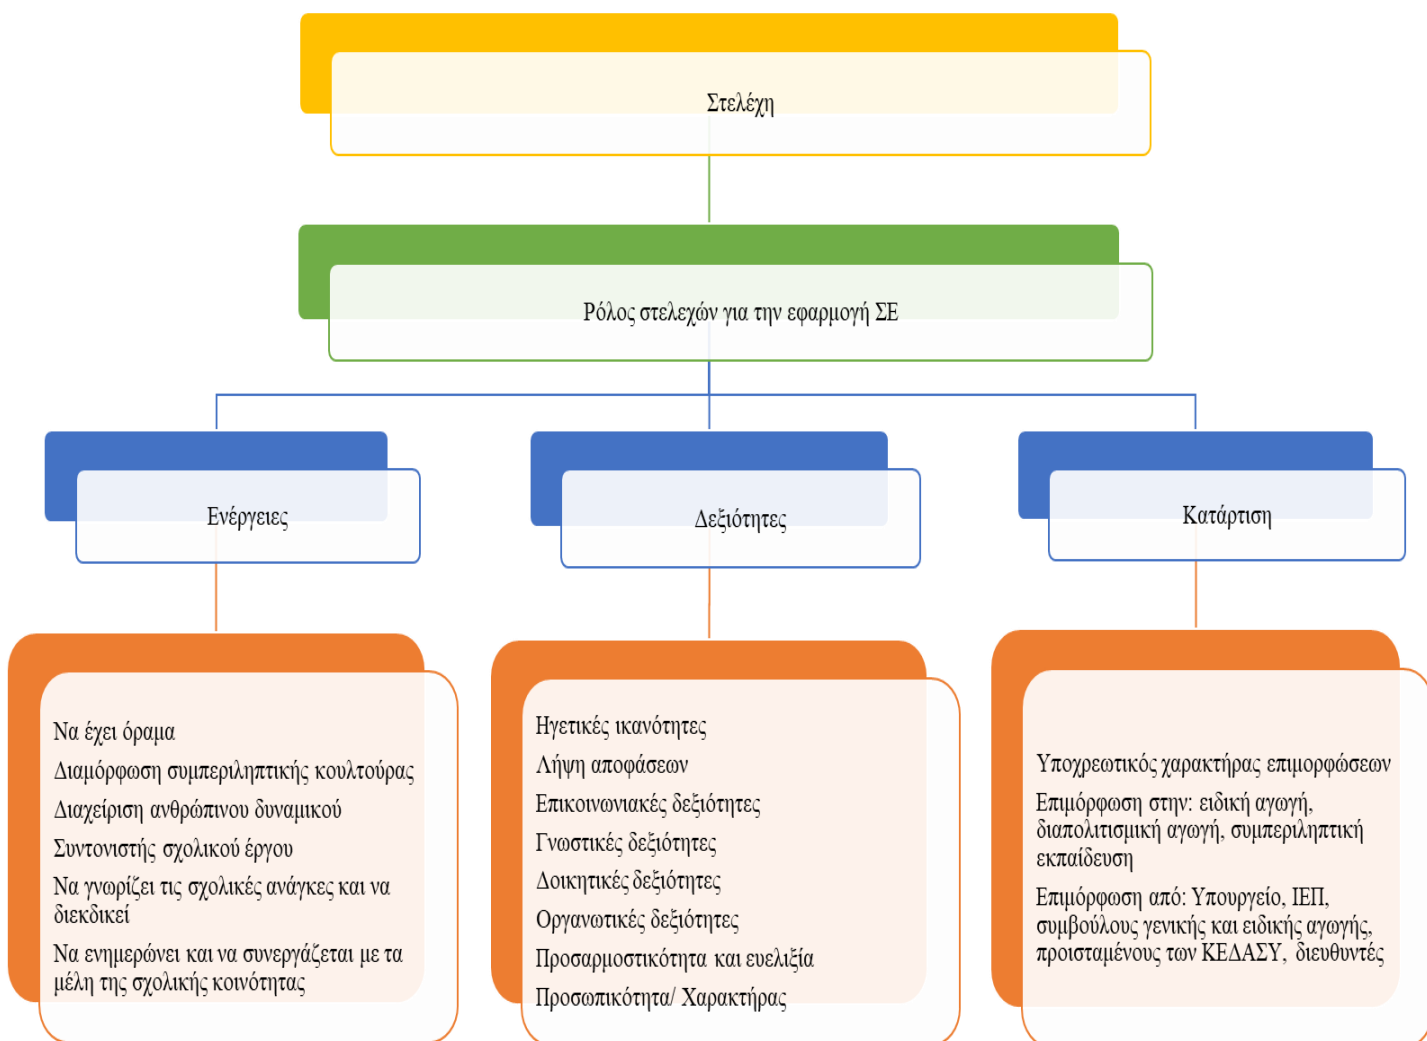 Στελέχη
Ρόλος στελεχών για την εφαρμογή ΣΕ
Ενέργειες
Δεξιότητες
Κατάρτιση
Να έχει όραμα
Διαμόρφωση συμπεριληπτικής κουλτούρας
Διαχείριση ανθρώπινου δυναμικού
Συντονιστής σχολικού έργου
Να γνωρίζει τις σχολικές ανάγκες και να
διεκδικεί
Να ενημερώνει και να συνεργάζεται με τα
μέλη της σχολικής κοινότητας
Ηγετικές ικανότητες
Λήψη αποφάσεων
Επικοινωνιακές δεξιότητες
Γνωστικές δεξιότητες
Δοικητικές δεξιότητες
Οργανωτικές δεξιότητες
Προσαρμοστικότητα και ευελιξία
Προσωπικότητα/ Χαρακτήρας
Υποχρεωτικός χαρακτήρας επιμορφώσεων
Επιμόρφωση στην: ειδική αγωγή,
διαπολιτισμική αγωγή, συμπεριληπτική
εκπαίδευση
Επιμόρφωση από: Υπουργείο, ΙΕΠ,
συμβούλους γενικής και ειδικής αγωγής,
προισταμένους των ΚΕΔΑΣΥ, διευθυντές